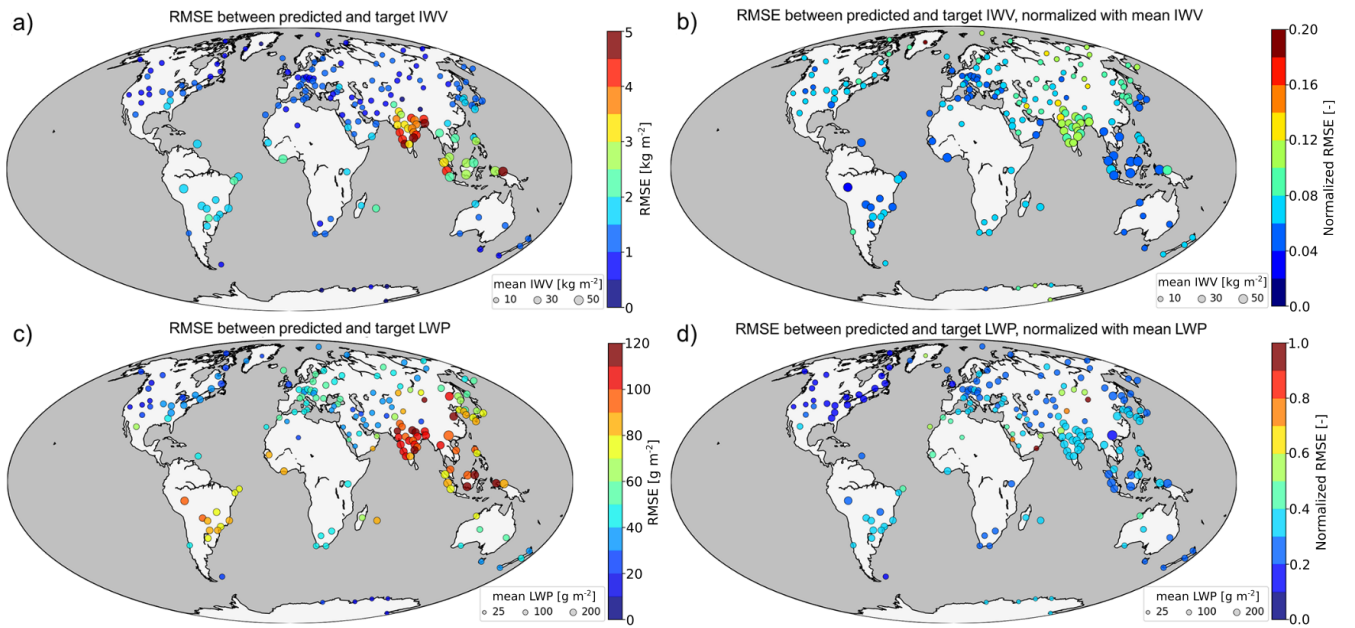 a)
RMSE between predicted and target IWV
5
4
3
2
1
0
RMSE [kg m⁻²]
mean IWV [kg m⁻²]
10 30 50
b)
RMSE between predicted and target IWV, normalized with mean IWV
0.20
0.16
0.12
0.08
0.04
0.0
Normalized RMSE [-]
mean IWV [kg m⁻²]
10 30 50
c)
RMSE between predicted and target LWP
120
100
80
60
40
20
0
RMSE [g m⁻²]
mean LWP [g m⁻²]
25 100 200
d)
RMSE between predicted and target LWP, normalized with mean LWP
1.0
0.8
0.6
0.4
0.2
0.0
Normalized RMSE [-]
mean LWP [g m⁻²]
25 100 200